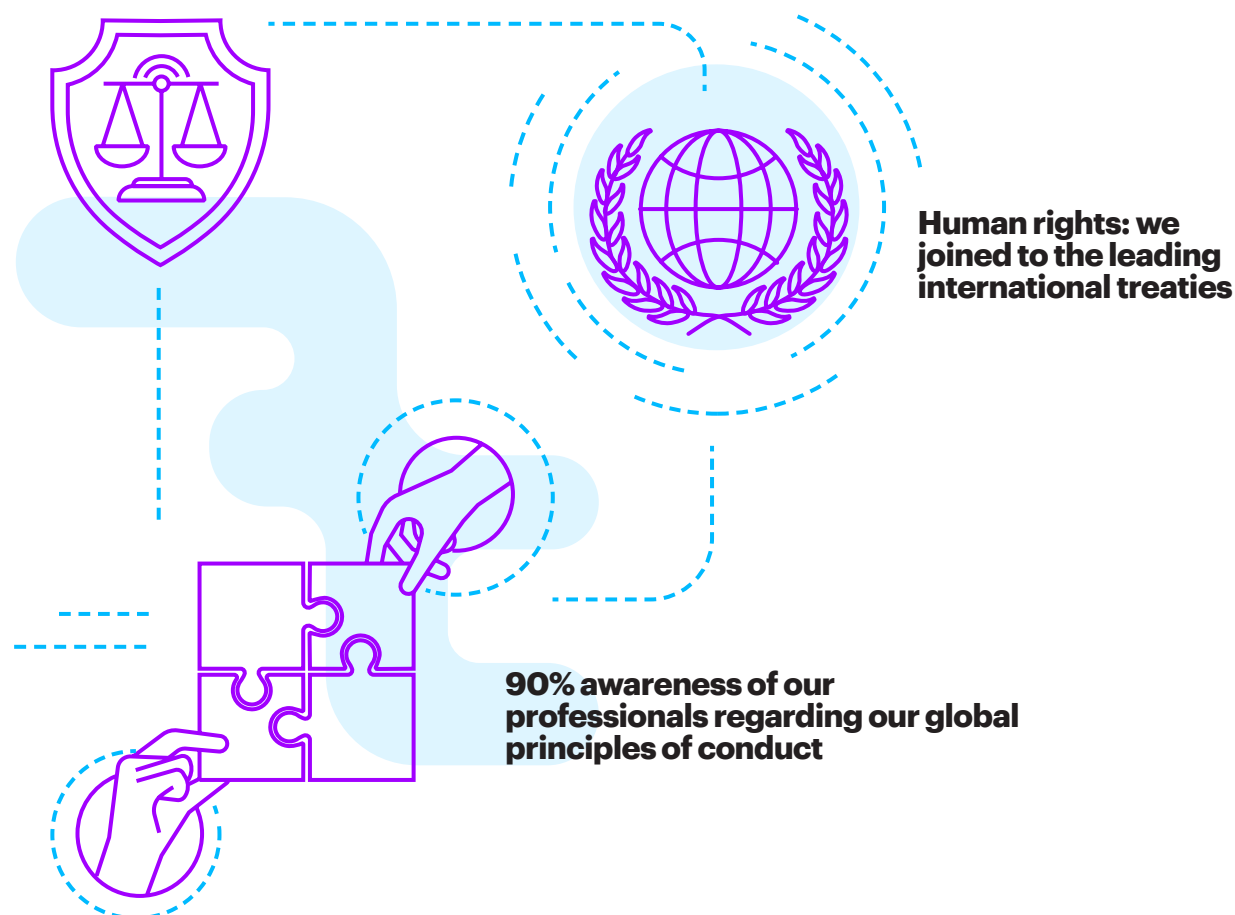 Human rights: we
joined to the leading
international treaties
90% awareness of our
professionals regarding our global
principles of conduct